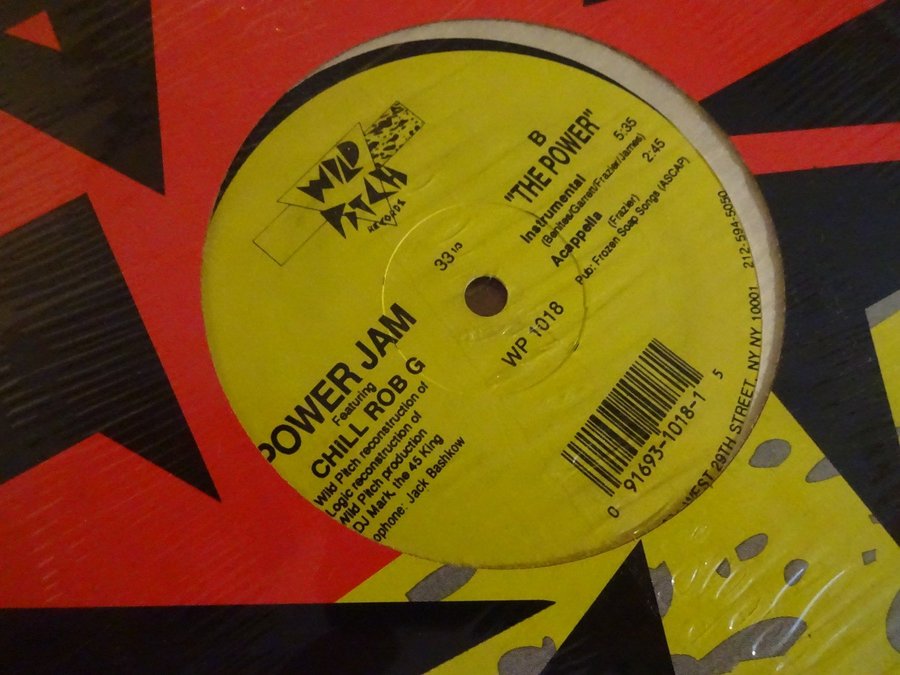 WILD
PITCH
RECORDS
33 1/3
B
"THE POWER"
Instrumental 5:35
(Benites/Garrett/Frazier/James)
Acappella 2:45
(Frazier)
Pub: Frozen Soap Songs (ASCAP)
WP 1018
POWER JAM
Featuring
CHILL ROB G
Wild Pitch reconstruction of
Logic reconstruction of
Wild Pitch production
DJ Mark, the 45 King
ophone: Jack Bashkow
0 91693-1018-1 5
WEST 29TH STREET, NY NY 10001 212-594-5050